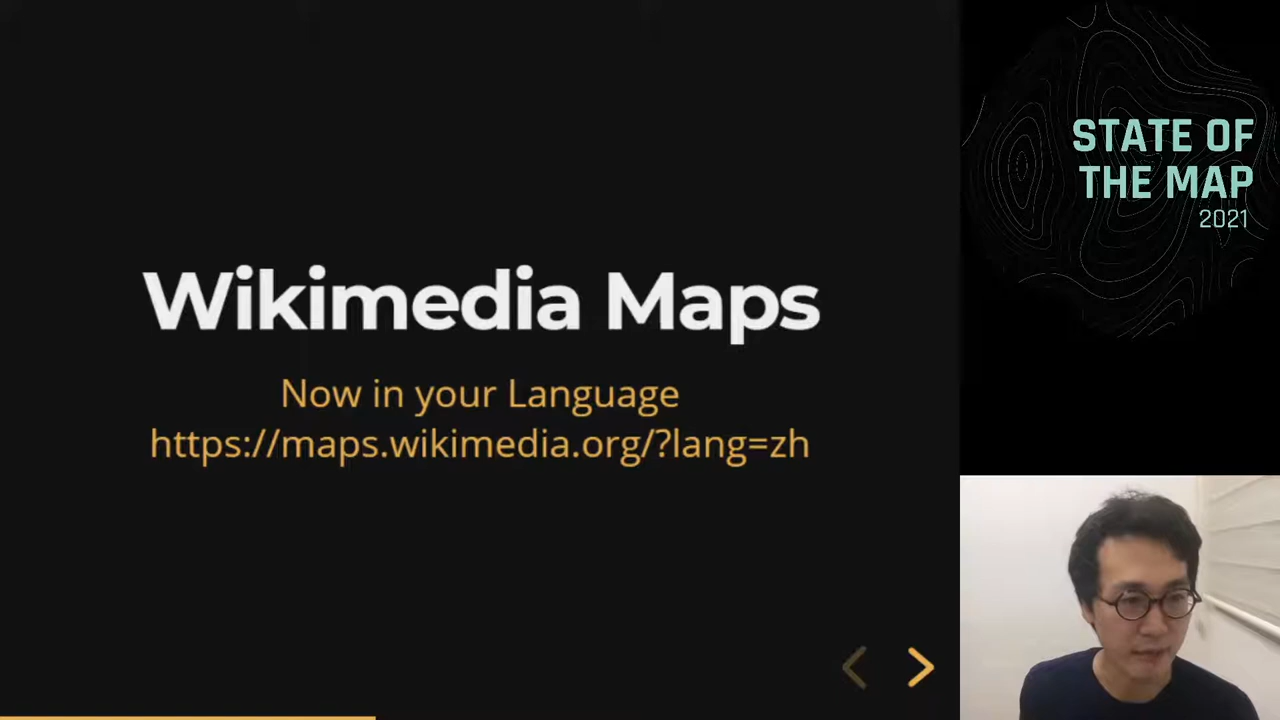 Wikimedia Maps
Now in your Language
https://maps.wikimedia.org/?lang=zh
STATE OF
THE MAP
2021